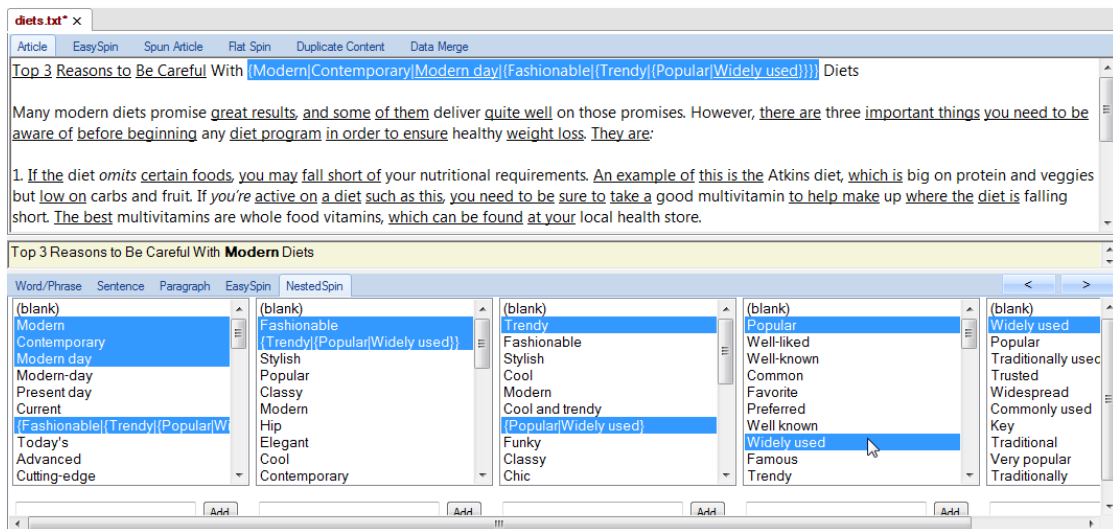 diets.txt* ×
Article EasySpin Spun Article Flat Spin Duplicate Content Data Merge
Top 3 Reasons to Be Careful With {Modern|Contemporary|Modern day|{Fashionable|{Trendy|{Popular|Widely used}}}} Diets
Many modern diets promise great results, and some of them deliver quite well on those promises. However, there are three important things you need to be
aware of before beginning any diet program in order to ensure healthy weight loss. They are:
1. If the diet omits certain foods, you may fall short of your nutritional requirements. An example of this is the Atkins diet, which is big on protein and veggies
but low on carbs and fruit. If you're active on a diet such as this, you need to be sure to take a good multivitamin to help make up where the diet is falling
short. The best multivitamins are whole food vitamins, which can be found at your local health store.
Top 3 Reasons to Be Careful With Modern Diets
Word/Phrase Sentence Paragraph EasySpin NestedSpin < >
(blank)
Modern
Contemporary
Modern day
Modern-day
Present day
Current
{Fashionable|{Trendy|{Popular|Wi
Today's
Advanced
Cutting-edge
Add
(blank)
Fashionable
{Trendy|{Popular|Widely used}}
Stylish
Popular
Classy
Modern
Hip
Elegant
Cool
Contemporary
Add
(blank)
Trendy
Fashionable
Stylish
Cool
Modern
Cool and trendy
{Popular|Widely used}
Funky
Classy
Chic
Add
(blank)
Popular
Well-liked
Well-known
Common
Favorite
Preferred
Well known
Widely used
Famous
Trendy
Add
(blank)
Widely used
Popular
Traditionally used
Trusted
Widespread
Commonly used
Key
Traditional
Very popular
Traditionally